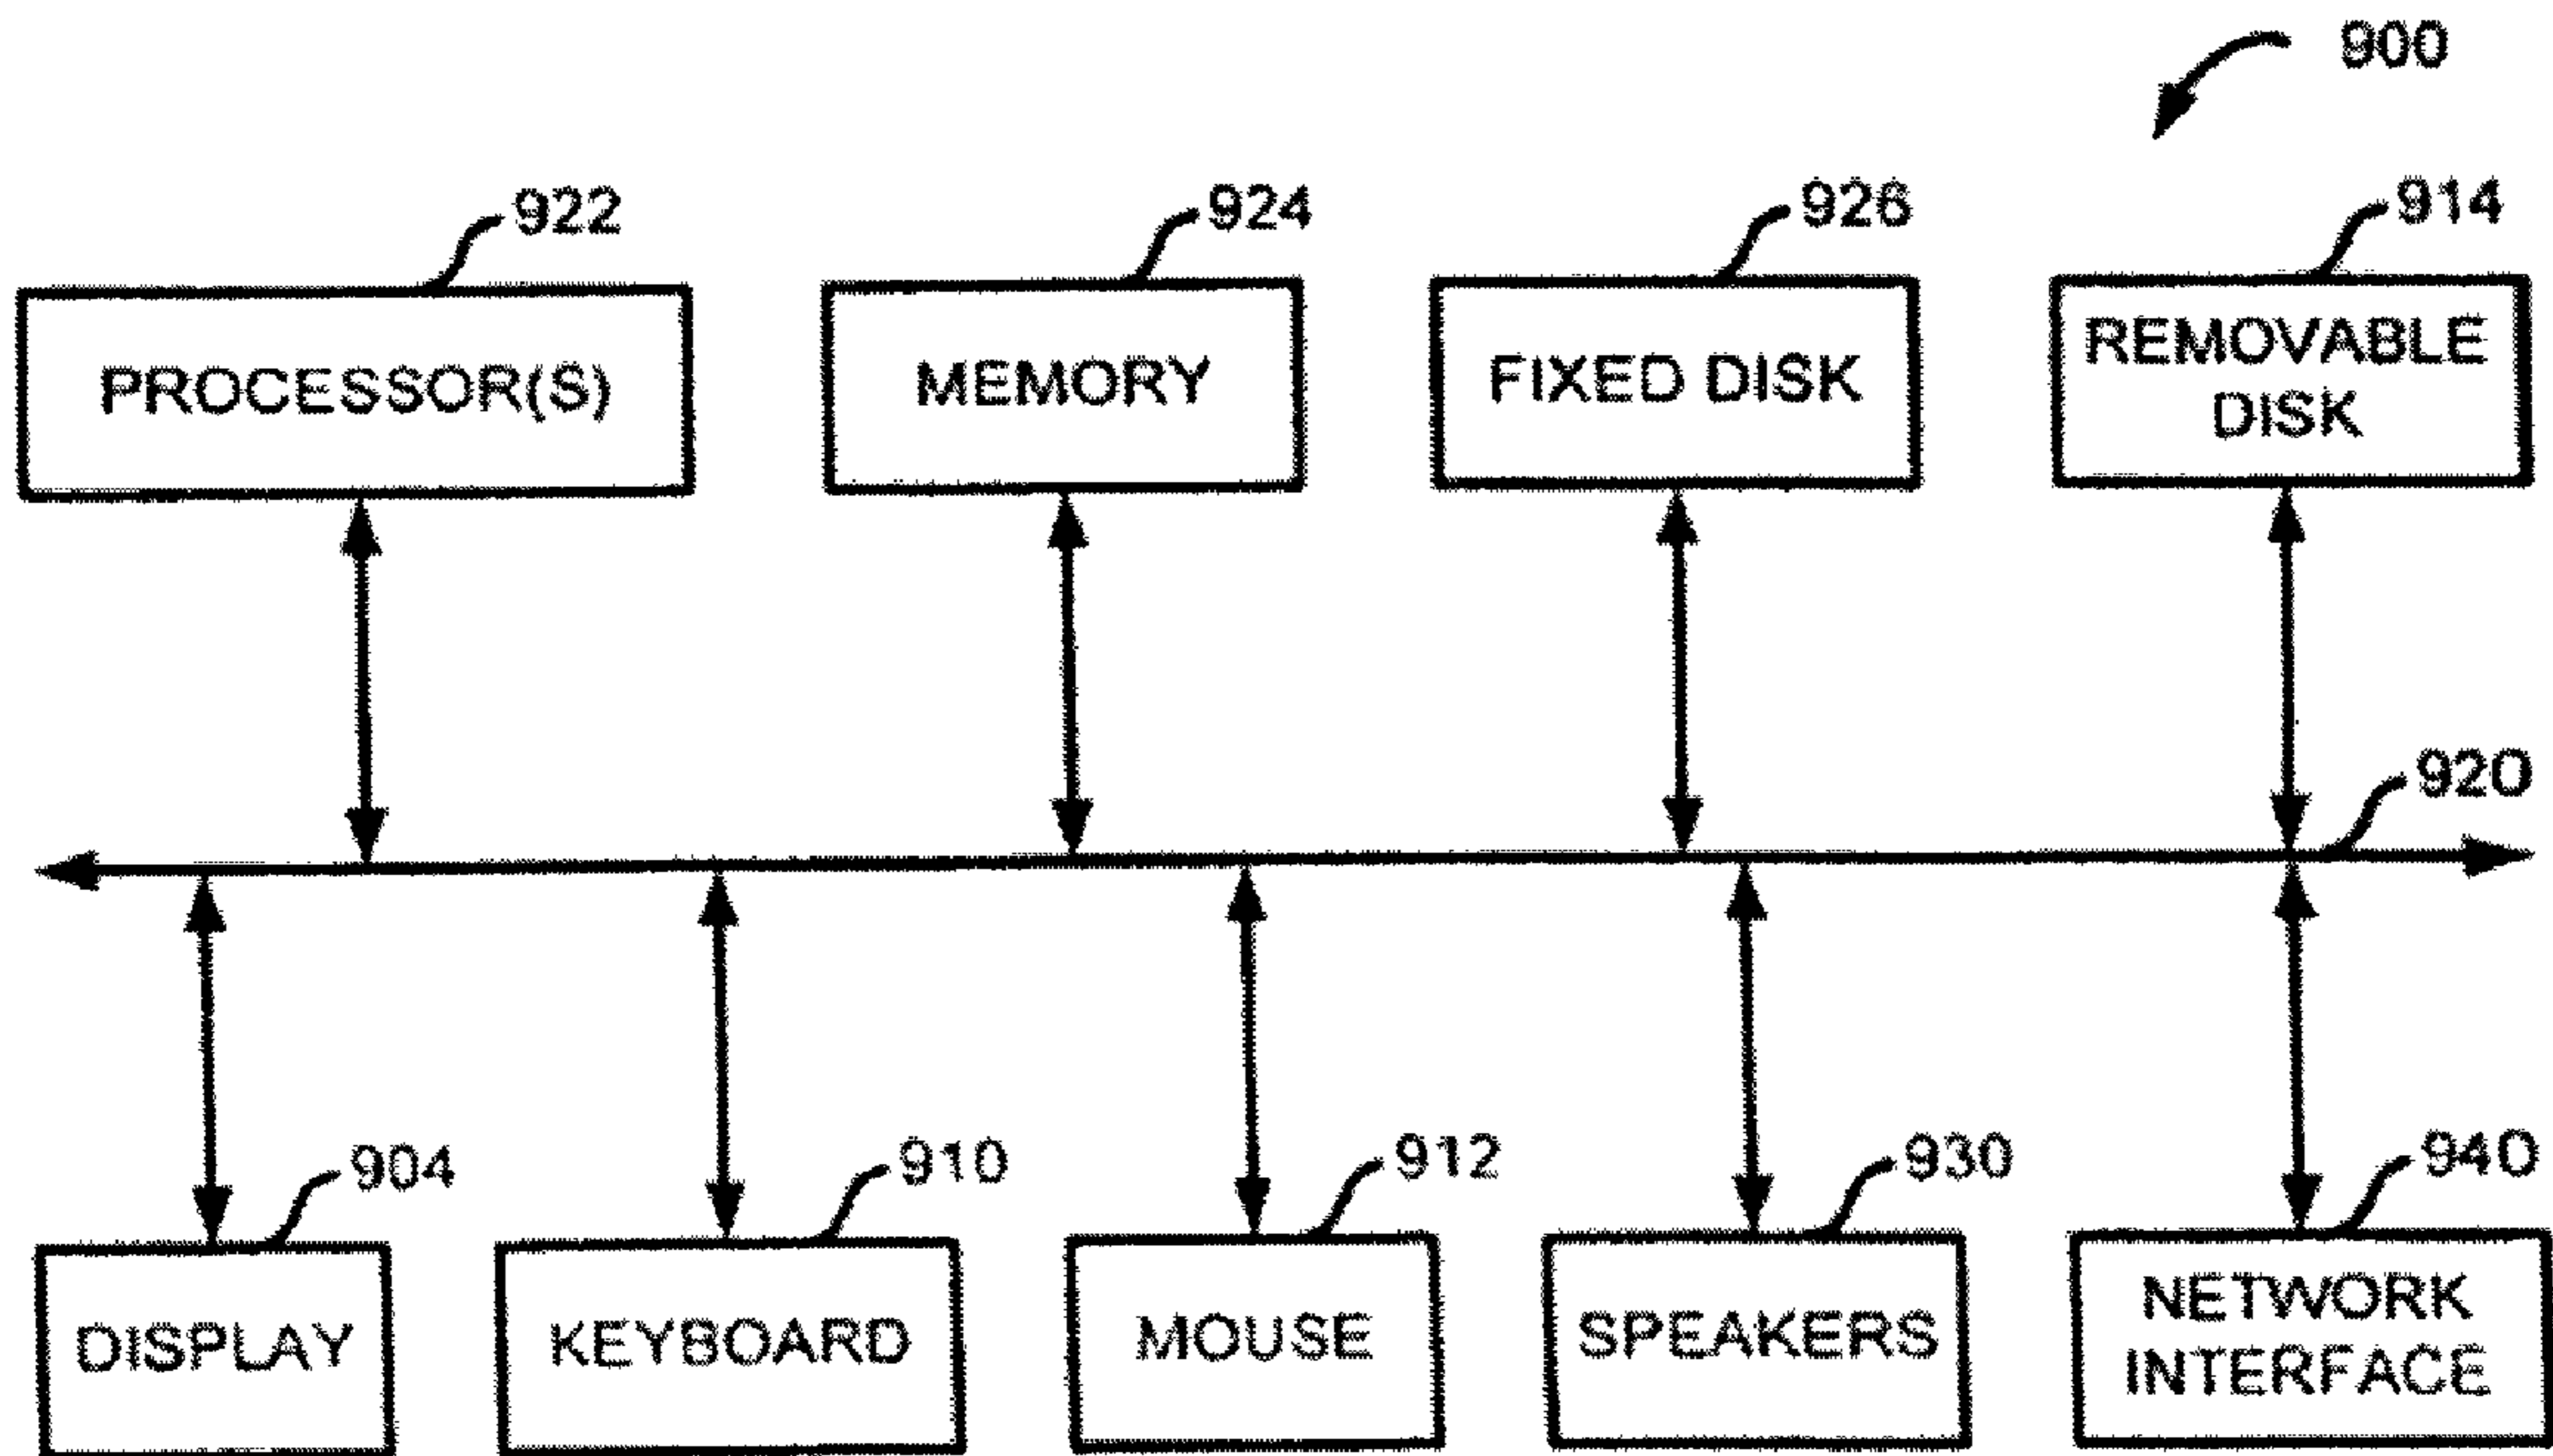 900
922
924
926
914
PROCESSOR(S)
MEMORY
FIXED DISK
REMOVABLE
DISK
920
904
910
912
930
940
DISPLAY
KEYBOARD
MOUSE
SPEAKERS
NETWORK
INTERFACE